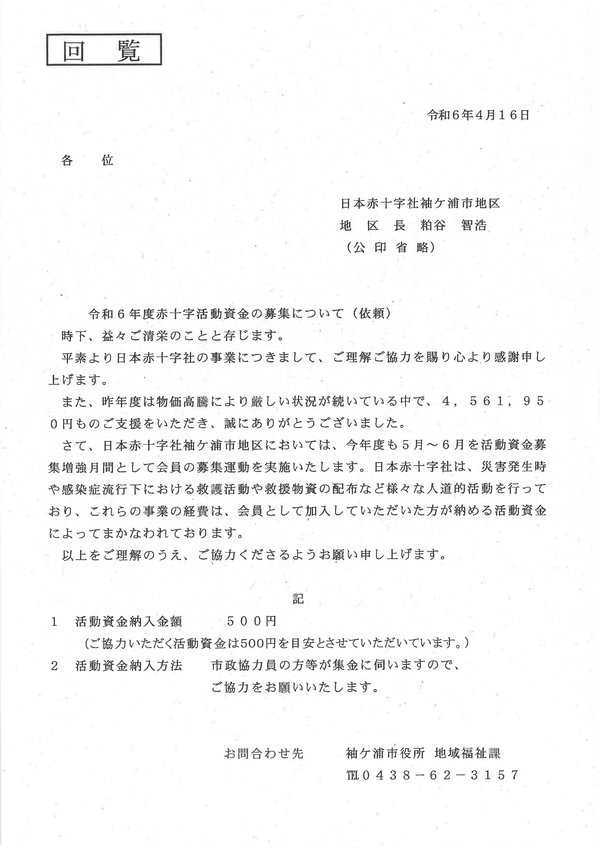 回　覧
令和６年４月１６日
各　　位
日本赤十字社袖ケ浦市地区
地　区　長　粕谷　智浩
（公 印 省 略）
令和６年度赤十字活動資金の募集について（依頼）
時下、益々ご清栄のことと存じます。
平素より日本赤十字社の事業につきまして、ご理解ご協力を賜り心より感謝申し
上げます。
また、昨年度は物価高騰により厳しい状況が続いている中で、４，５６１，９５
０円ものご支援をいただき、誠にありがとうございました。
さて、日本赤十字社袖ケ浦市地区においては、今年度も５月～６月を活動資金募
集増強月間として会員の募集運動を実施いたします。日本赤十字社は、災害発生時
や感染症流行下における救護活動や救援物資の配布など様々な人道的活動を行って
おり、これらの事業の経費は、会員として加入していただいた方が納める活動資金
によってまかなわれております。
以上をご理解のうえ、ご協力くださるようお願い申し上げます。
記
１　活動資金納入金額　　　５００円
（ご協力いただく活動資金は500円を目安とさせていただいています。）
２　活動資金納入方法　　市政協力員の方等が集金に伺いますので、
ご協力をお願いいたします。
お問合わせ先　　　袖ケ浦市役所 地域福祉課
℡０４３８－６２－３１５７